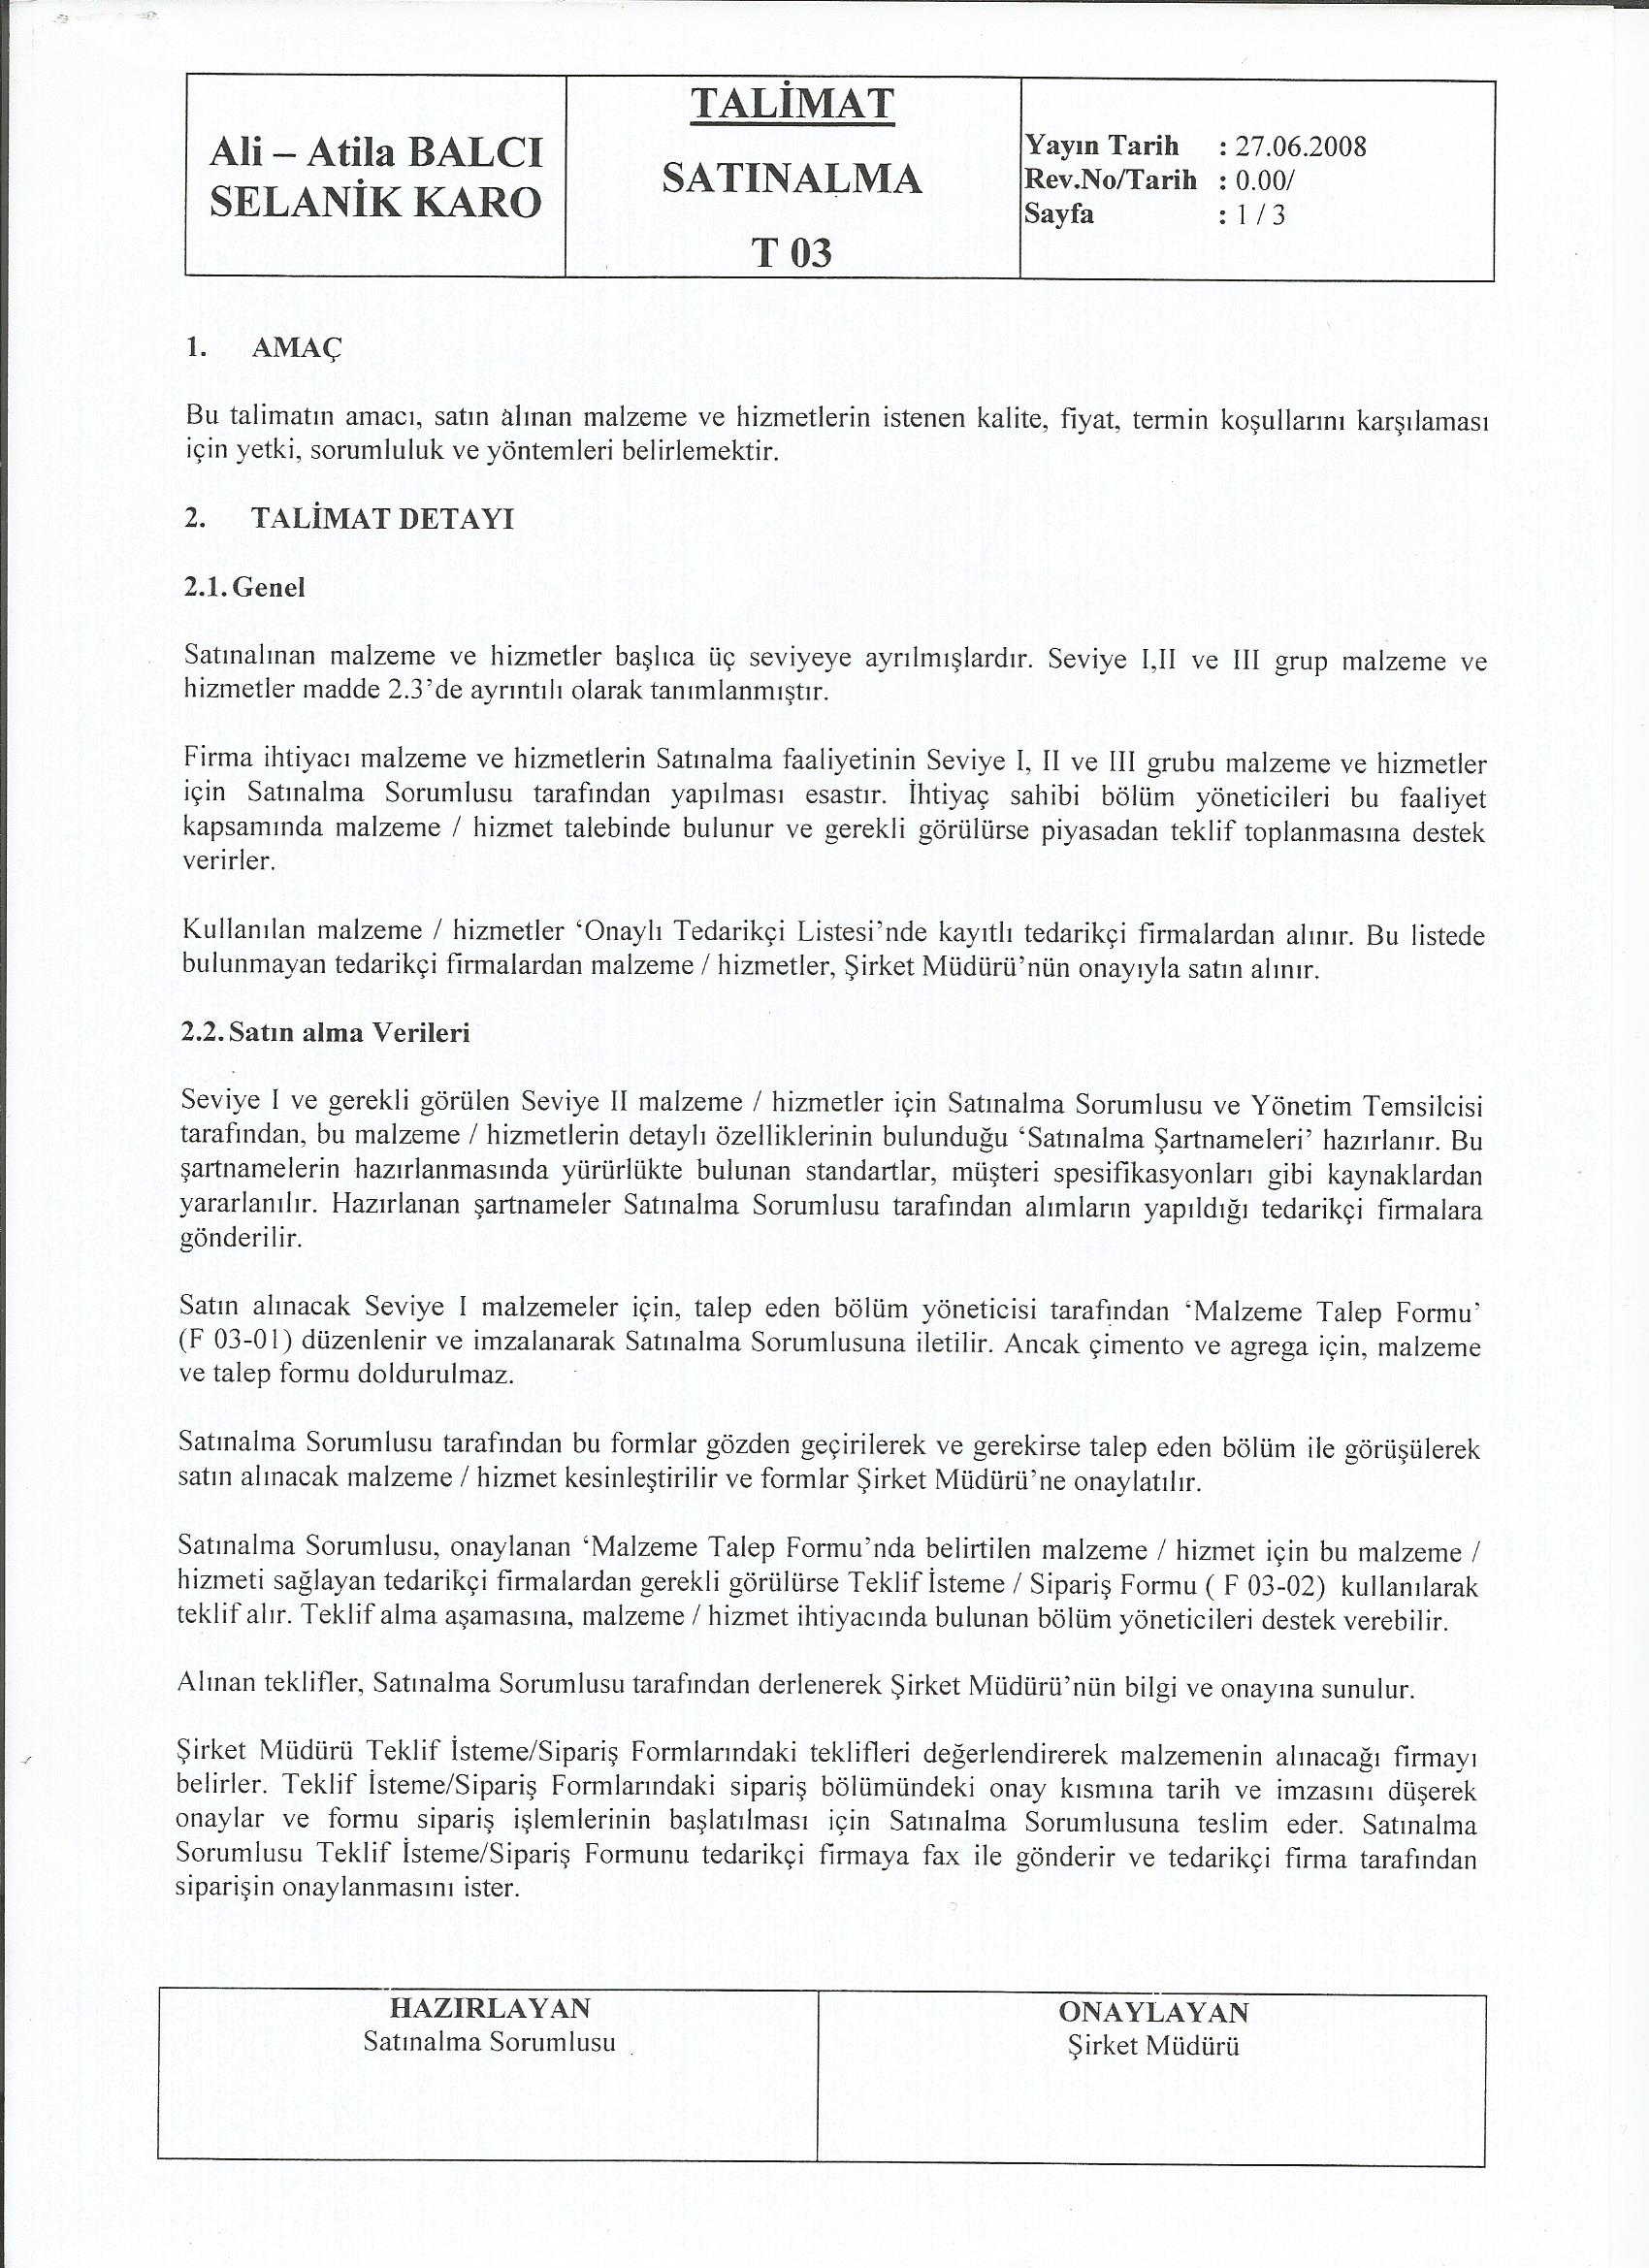 Ali – Atila BALCI
SELANİK KARO
TALİMAT
SATINALMA
T 03
Yayın Tarih : 27.06.2008
Rev.No/Tarih : 0.00/
Sayfa : 1 / 3
1. AMAÇ
Bu talimatın amacı, satın alınan malzeme ve hizmetlerin istenen kalite, fiyat, termin koşullarını karşılaması
için yetki, sorumluluk ve yöntemleri belirlemektir.
2. TALİMAT DETAYI
2.1. Genel
Satınalınan malzeme ve hizmetler başlıca üç seviyeye ayrılmışlardır. Seviye I,II ve III grup malzeme ve
hizmetler madde 2.3’de ayrıntılı olarak tanımlanmıştır.
Firma ihtiyacı malzeme ve hizmetlerin Satınalma faaliyetinin Seviye I, II ve III grubu malzeme ve hizmetler
için Satınalma Sorumlusu tarafından yapılması esastır. İhtiyaç sahibi bölüm yöneticileri bu faaliyet
kapsamında malzeme / hizmet talebinde bulunur ve gerekli görülürse piyasadan teklif toplanmasına destek
verirler.
Kullanılan malzeme / hizmetler ‘Onaylı Tedarikçi Listesi’nde kayıtlı tedarikçi firmalardan alınır. Bu listede
bulunmayan tedarikçi firmalardan malzeme / hizmetler, Şirket Müdürü’nün onayıyla satın alınır.
2.2. Satın alma Verileri
Seviye I ve gerekli görülen Seviye II malzeme / hizmetler için Satınalma Sorumlusu ve Yönetim Temsilcisi
tarafından, bu malzeme / hizmetlerin detaylı özelliklerinin bulunduğu ‘Satınalma Şartnameleri’ hazırlanır. Bu
şartnamelerin hazırlanmasında yürürlükte bulunan standartlar, müşteri spesifikasyonları gibi kaynaklardan
yararlanılır. Hazırlanan şartnameler Satınalma Sorumlusu tarafından alımların yapıldığı tedarikçi firmalara
gönderilir.
Satın alınacak Seviye I malzemeler için, talep eden bölüm yöneticisi tarafından ‘Malzeme Talep Formu’
(F 03-01) düzenlenir ve imzalanarak Satınalma Sorumlusuna iletilir. Ancak çimento ve agrega için, malzeme
ve talep formu doldurulmaz.
Satınalma Sorumlusu tarafından bu formlar gözden geçirilerek ve gerekirse talep eden bölüm ile görüşülerek
satın alınacak malzeme / hizmet kesinleştirilir ve formlar Şirket Müdürü’ne onaylatılır.
Satınalma Sorumlusu, onaylanan ‘Malzeme Talep Formu’nda belirtilen malzeme / hizmet için bu malzeme /
hizmeti sağlayan tedarikçi firmalardan gerekli görülürse Teklif İsteme / Sipariş Formu ( F 03-02) kullanılarak
teklif alır. Teklif alma aşamasına, malzeme / hizmet ihtiyacında bulunan bölüm yöneticileri destek verebilir.
Alınan teklifler, Satınalma Sorumlusu tarafından derlenerek Şirket Müdürü’nün bilgi ve onayına sunulur.
Şirket Müdürü Teklif İsteme/Sipariş Formlarındaki teklifleri değerlendirerek malzemenin alınacağı firmayı
belirler. Teklif İsteme/Sipariş Formlarındaki sipariş bölümündeki onay kısmına tarih ve imzasını düşerek
onaylar ve formu sipariş işlemlerinin başlatılması için Satınalma Sorumlusuna teslim eder. Satınalma
Sorumlusu Teklif İsteme/Sipariş Formunu tedarikçi firmaya fax ile gönderir ve tedarikçi firma tarafından
siparişin onaylanmasını ister.
HAZIRLAYAN
Satınalma Sorumlusu
ONAYLAYAN
Şirket Müdürü